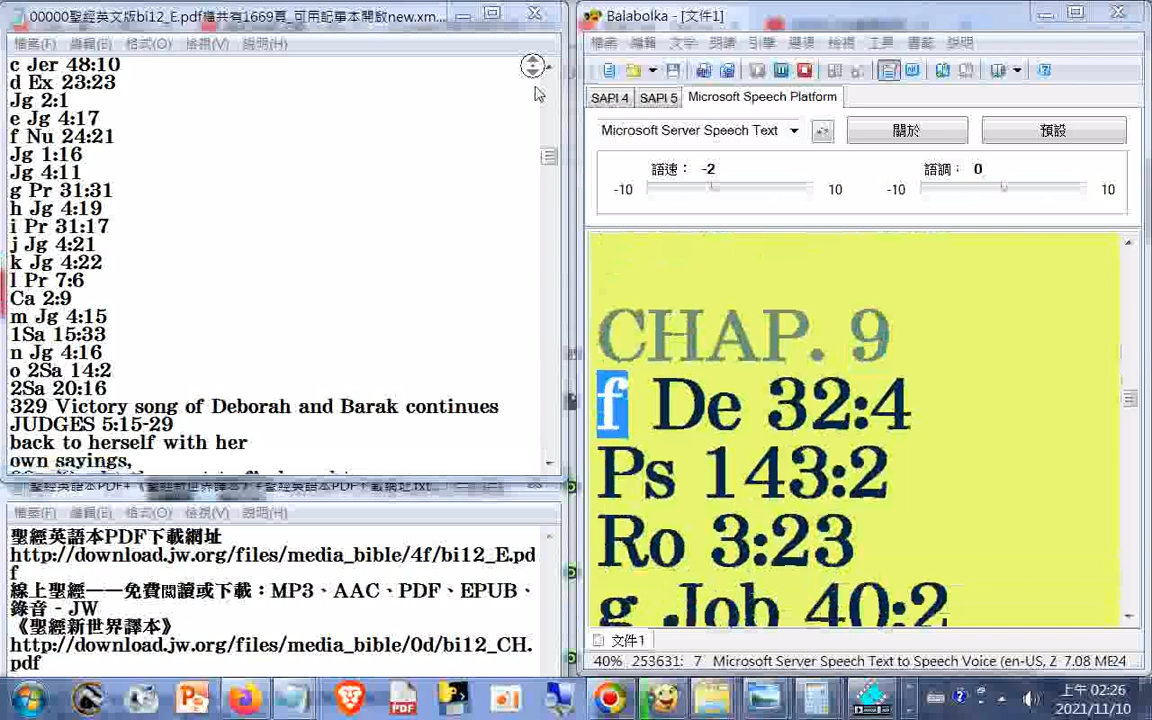 00000聖經英文版bi12_E.pdf檔共有1669頁_可用記事本開啟new.xm...
檔案(F) 編輯(E) 格式(O) 檢視(V) 說明(H)
c Jer 48:10
d Ex 23:23
Jg 2:1
e Jg 4:17
f Nu 24:21
Jg 1:16
Jg 4:11
g Pr 31:31
h Jg 4:19
i Pr 31:17
j Jg 4:21
k Jg 4:22
l Pr 7:6
Ca 2:9
m Jg 4:15
1Sa 15:33
n Jg 4:16
o 2Sa 14:2
2Sa 20:16
329 Victory song of Deborah and Barak continues
JUDGES 5:15-29
back to herself with her
own sayings,
檔案(F) 編輯(E) 格式(O) 檢視(V) 說明(H)
聖經英語本PDF下載網址
http://download.jw.org/files/media_bible/4f/bi12_E.pd
f
線上聖經——免費閱讀或下載：MP3、AAC、PDF、EPUB、
錄音 - JW
《聖經新世界譯本》
http://download.jw.org/files/media_bible/0d/bi12_CH.
pdf
Balabolka - [文件1]
檔案 編輯 文字 朗讀 引擎 選項 檢視 工具 書籤 說明
SAPI 4 SAPI 5 Microsoft Speech Platform
Microsoft Server Speech Text 關於 預設
語速： -2 語調： 0
-10 10 -10 10
CHAP. 9
f De 32:4
Ps 143:2
Ro 3:23
g Job 40:2
文件1
40% 253631: 7 Microsoft Server Speech Text to Speech Voice (en-US, Z 7.08 ME24
上午 02:26
2021/11/10